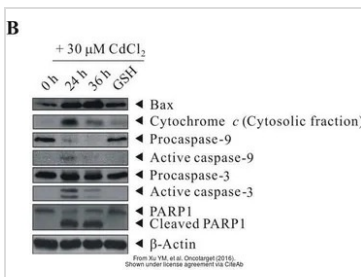 B
+ 30 μM CdCl₂
0 h 24 h 36 h GSH
◄ Bax
◄ Cytochrome c (Cytosolic fraction)
◄ Procaspase-9
◄ Active caspase-9
◄ Procaspase-3
◄ Active caspase-3
◄ PARP1
◄ Cleaved PARP1
◄ β-Actin
From Xu YM, et al. Oncotarget (2016).
Shown under license agreement via CiteAb